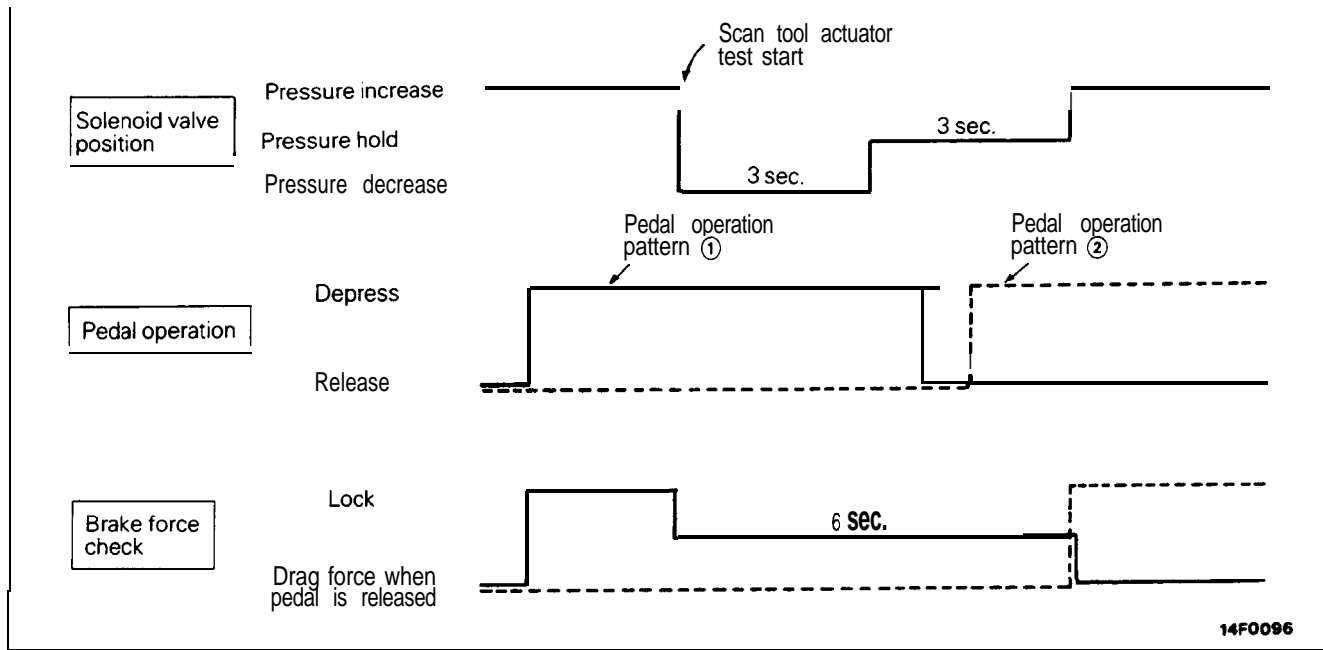 Scan tool actuator
test start
Pressure increase
Solenoid valve
position
Pressure hold
3 sec.
Pressure decrease
3 sec.
Pedal operation
pattern ①
Pedal operation
pattern ②
Depress
Pedal operation
Release
Lock
Brake force
check
6 sec.
Drag force when
pedal is released
14F0096